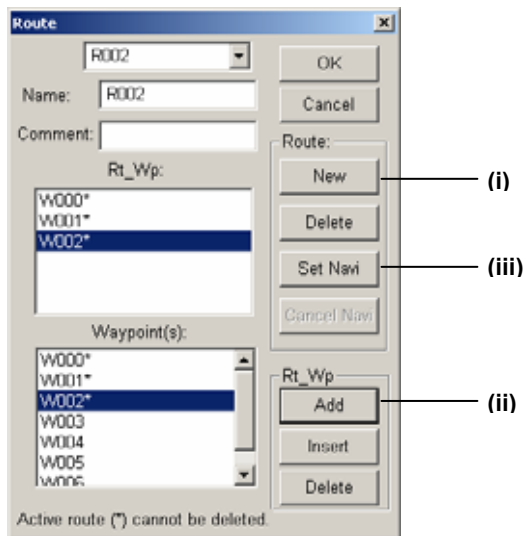 Route
R002
OK
Name: R002
Cancel
Comment:
Route:
Rt_Wp:
New (i)
W000*
W001*
W002*
Delete
Set Navi (iii)
Cancel Navi
Waypoint(s):
W000*
W001*
W002*
W003
W004
W005
W006
Rt_Wp
Add (ii)
Insert
Delete
Active route (*) cannot be deleted.